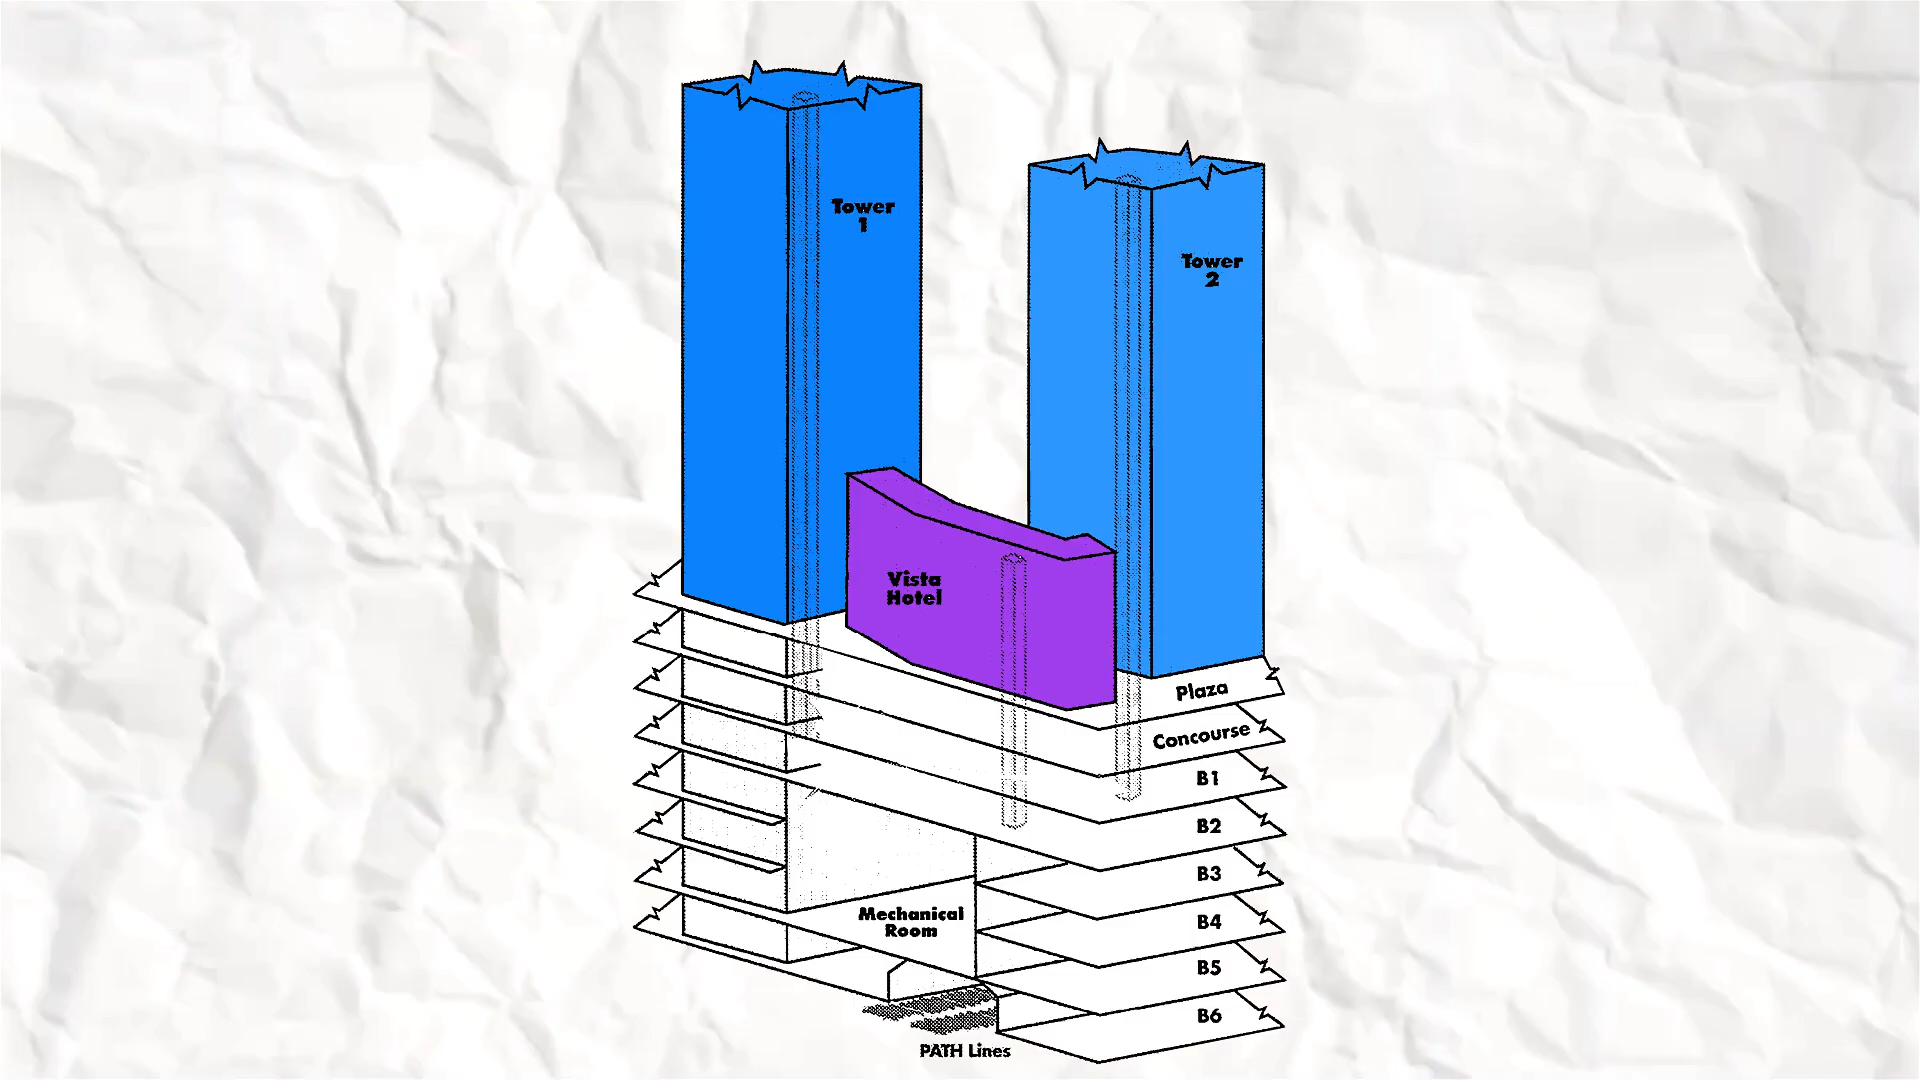 Tower
1
Tower
2
Vista
Hotel
Plaza
Concourse
B1
B2
B3
B4
B5
B6
Mechanical
Room
PATH Lines